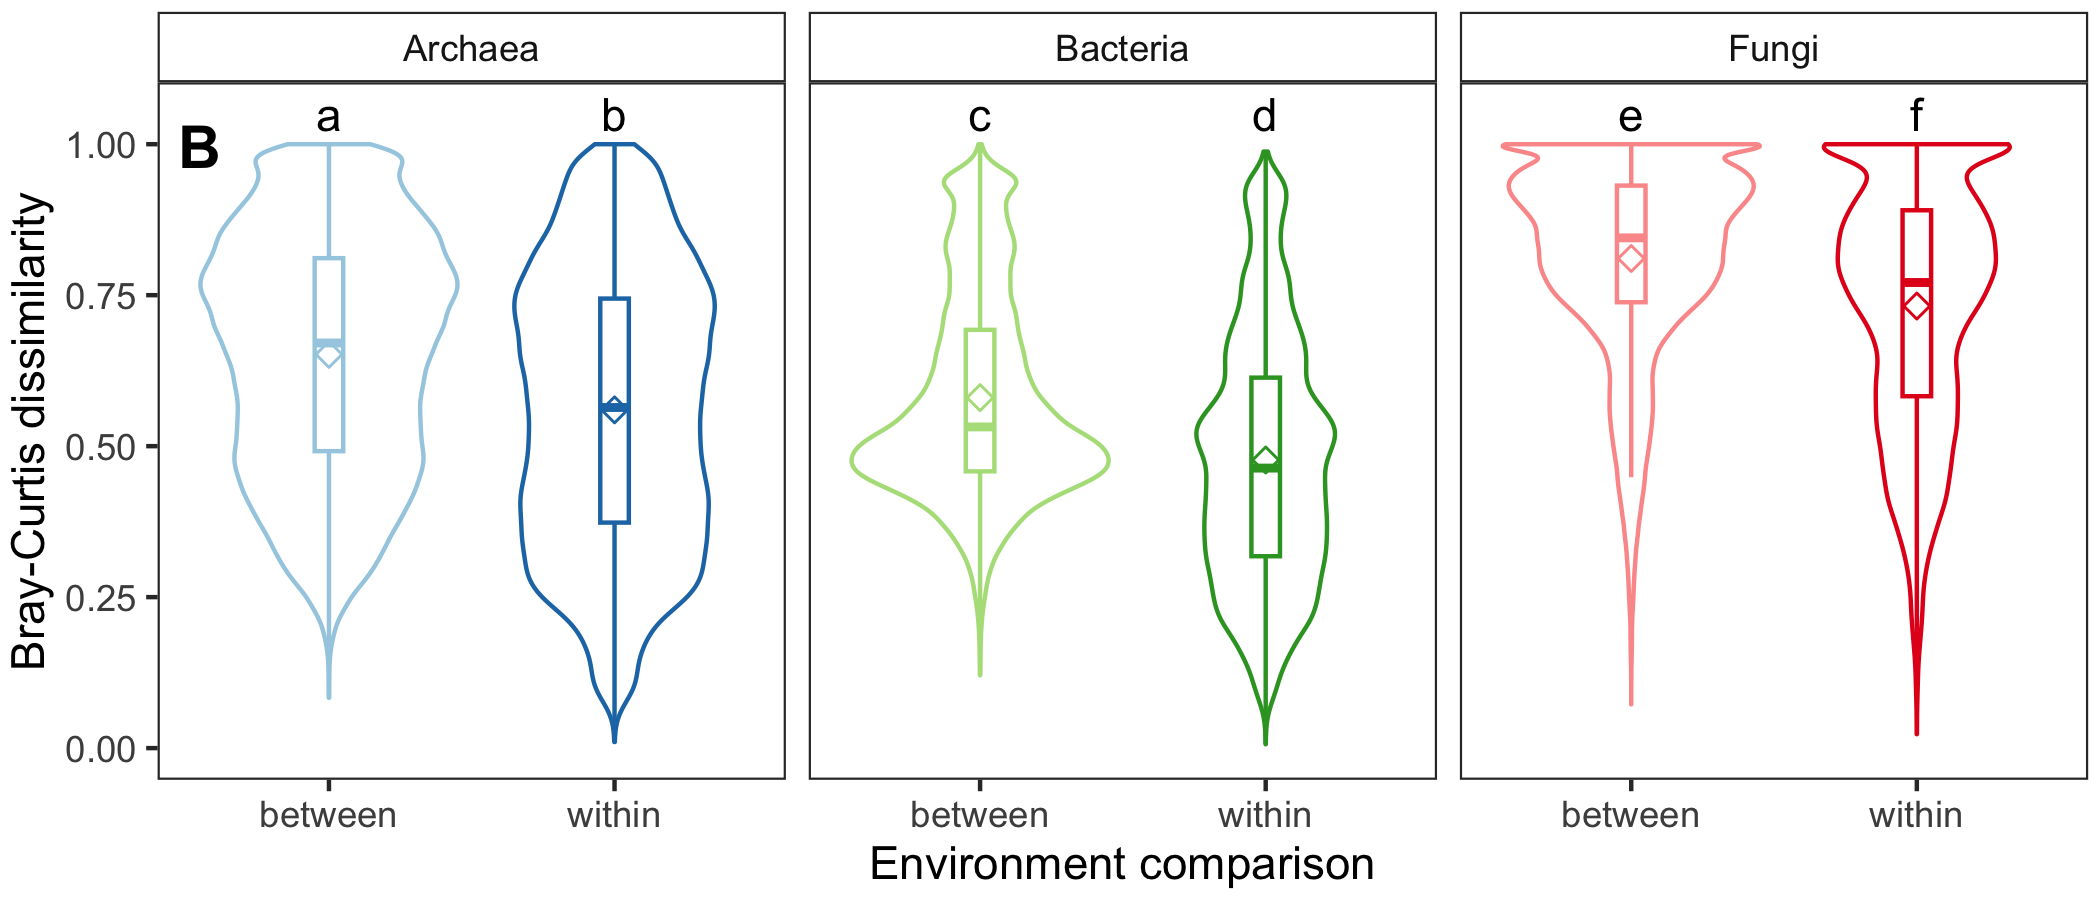 Archaea Bacteria Fungi
B a b c d e f
1.00
0.75
0.50
0.25
0.00
Bray-Curtis dissimilarity
between within between within between within
Environment comparison